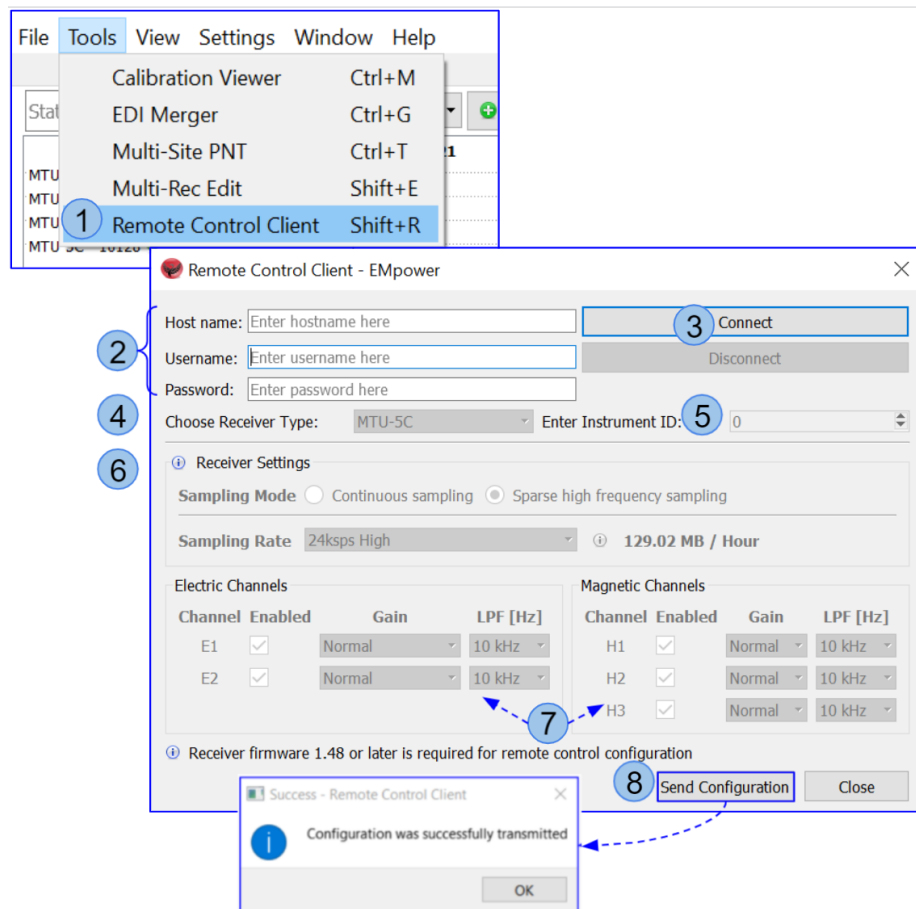 File Tools View Settings Window Help
Calibration Viewer Ctrl+M
Stat
EDI Merger Ctrl+G
Multi-Site PNT Ctrl+T
MTU
Multi-Rec Edit Shift+E
MTU
1 Remote Control Client Shift+R
MTU
Remote Control Client - EMpower
2
Host name: Enter hostname here
3 Connect
Username: Enter username here
Disconnect
Password: Enter password here
4 Choose Receiver Type: MTU-5C Enter Instrument ID: 5 0
6
Receiver Settings
Sampling Mode Continuous sampling Sparse high frequency sampling
Sampling Rate 24ksps High 129.02 MB / Hour
Electric Channels
Channel Enabled Gain LPF [Hz]
E1 Normal 10 kHz
E2 Normal 10 kHz
Magnetic Channels
Channel Enabled Gain LPF [Hz]
H1 Normal 10 kHz
H2 Normal 10 kHz
H3 Normal 10 kHz
7
Receiver firmware 1.48 or later is required for remote control configuration
8 Send Configuration Close
Success - Remote Control Client
Configuration was successfully transmitted
OK